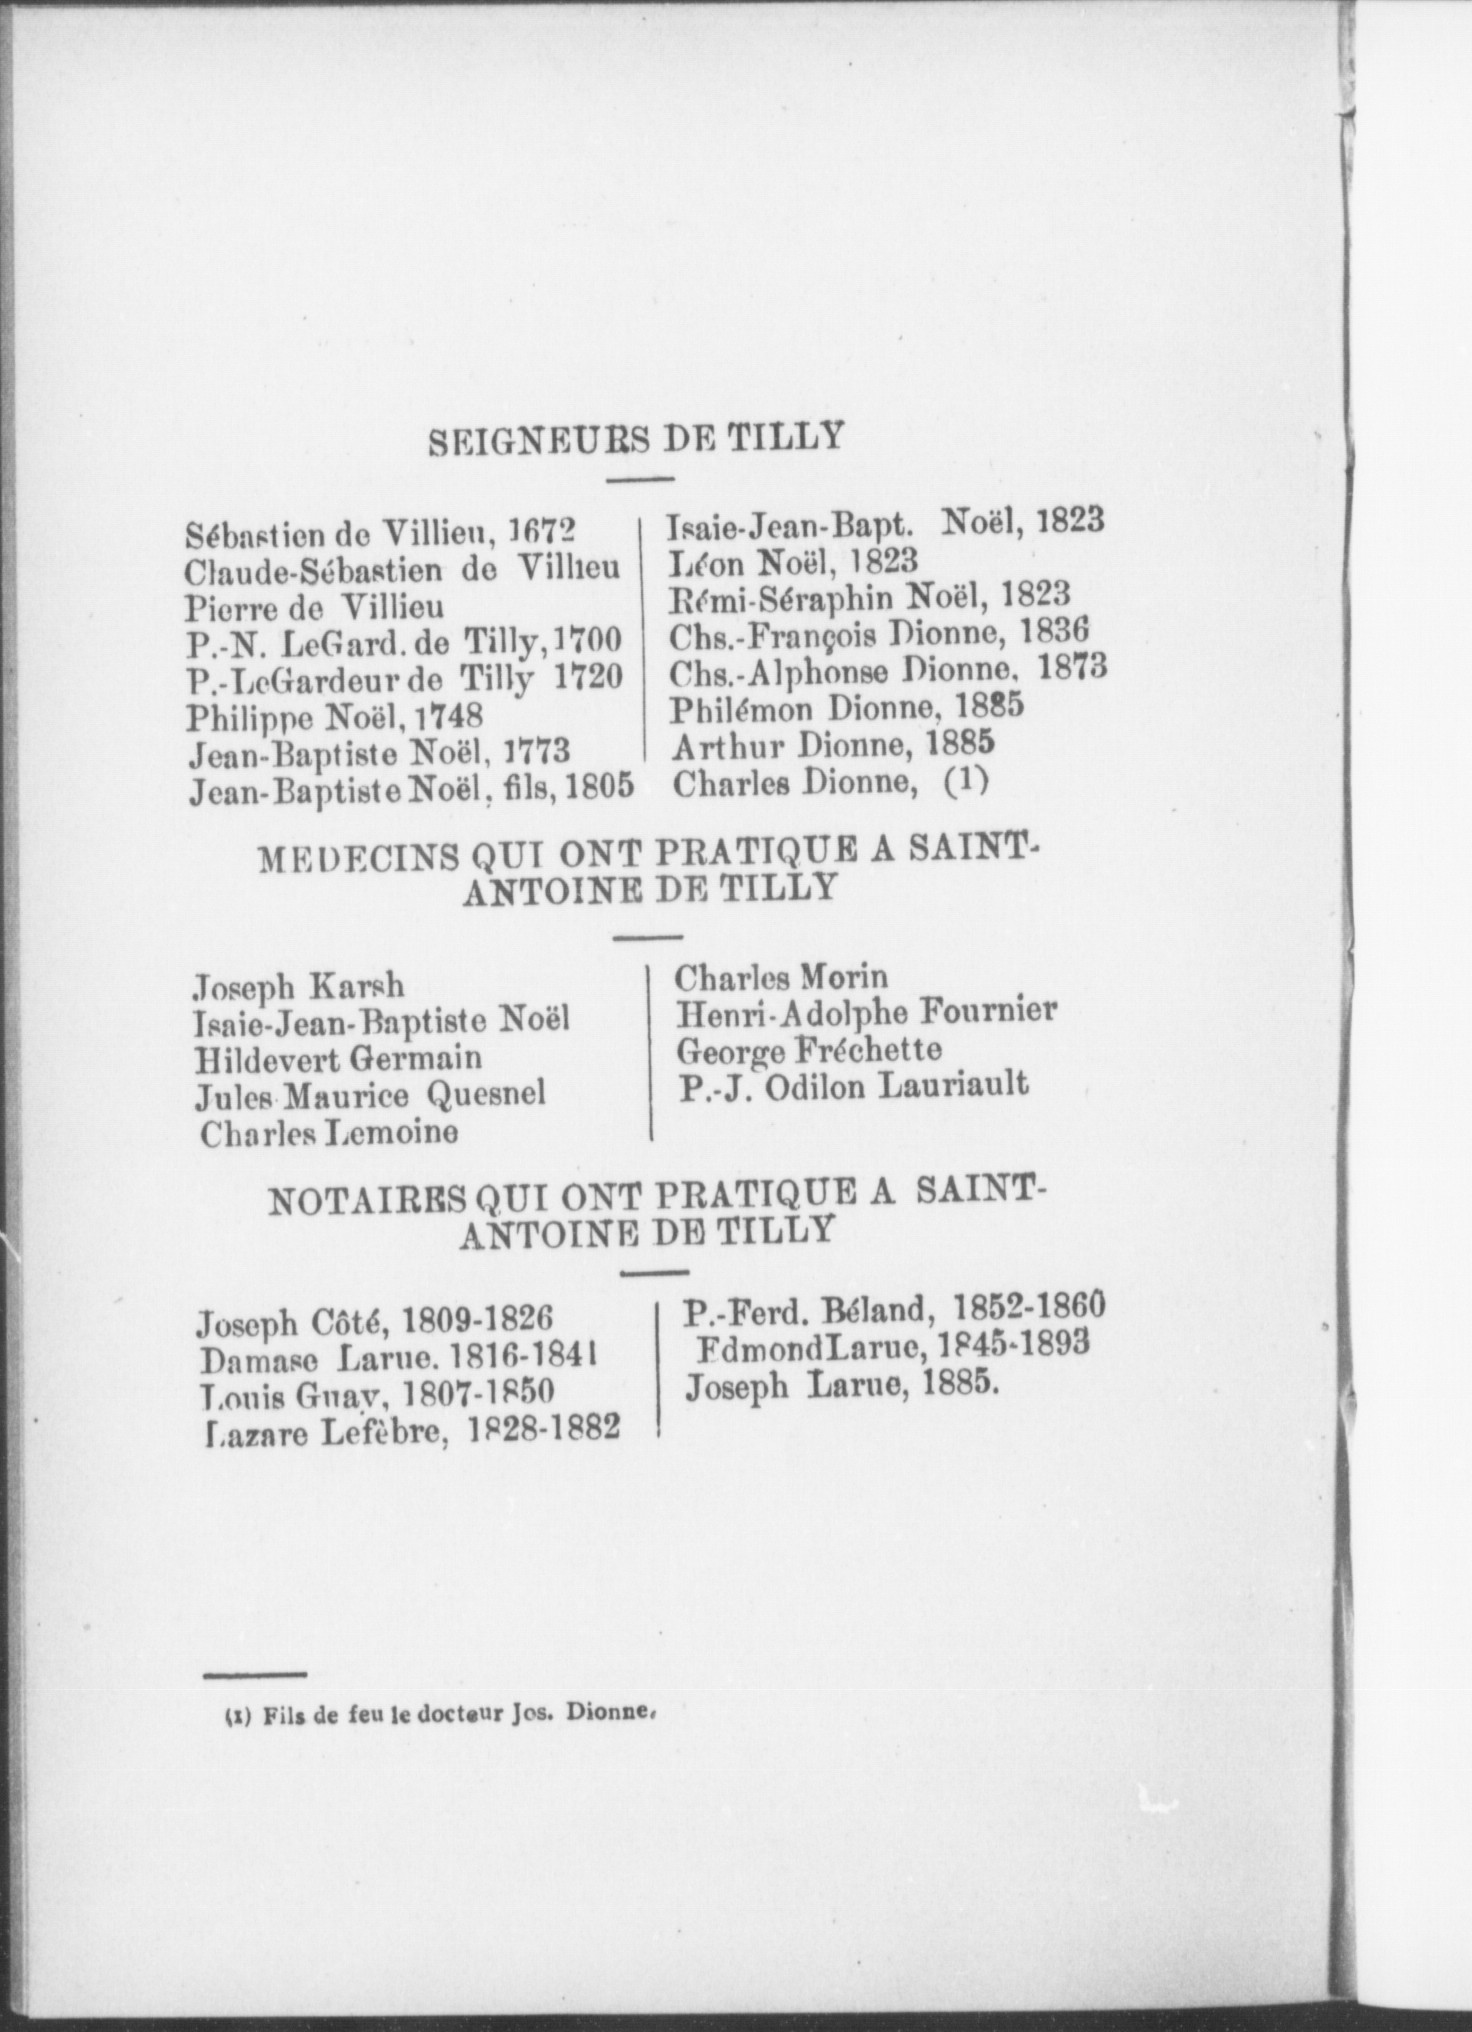 SEIGNEURS DE TILLY
Sébastien de Villieu, 1672
Claude-Sébastien de Villieu
Pierre de Villieu
P.-N. LeGard. de Tilly, 1700
P.-LeGardeur de Tilly 1720
Philippe Noël, 1748
Jean-Baptiste Noël, 1773
Jean-Baptiste Noël, fils, 1805
Isaie-Jean-Bapt. Noël, 1823
Léon Noël, 1823
Rémi-Séraphin Noël, 1823
Chs.-François Dionne, 1836
Chs.-Alphonse Dionne, 1873
Philémon Dionne, 1885
Arthur Dionne, 1885
Charles Dionne, (1)
MEDECINS QUI ONT PRATIQUE A SAINT-
ANTOINE DE TILLY
Joseph Karsh
Isaie-Jean-Baptiste Noël
Hildevert Germain
Jules Maurice Quesnel
Charles Lemoine
Charles Morin
Henri-Adolphe Fournier
George Fréchette
P.-J. Odilon Lauriault
NOTAIRES QUI ONT PRATIQUE A SAINT-
ANTOINE DE TILLY
Joseph Côté, 1809-1826
Damase Larue. 1816-1841
Louis Guay, 1807-1850
Lazare Lefèbre, 1828-1882
P.-Ferd. Béland, 1852-1860
Edmond Larue, 1845-1893
Joseph Larue, 1885.
(1) Fils de feu le docteur Jos. Dionne.